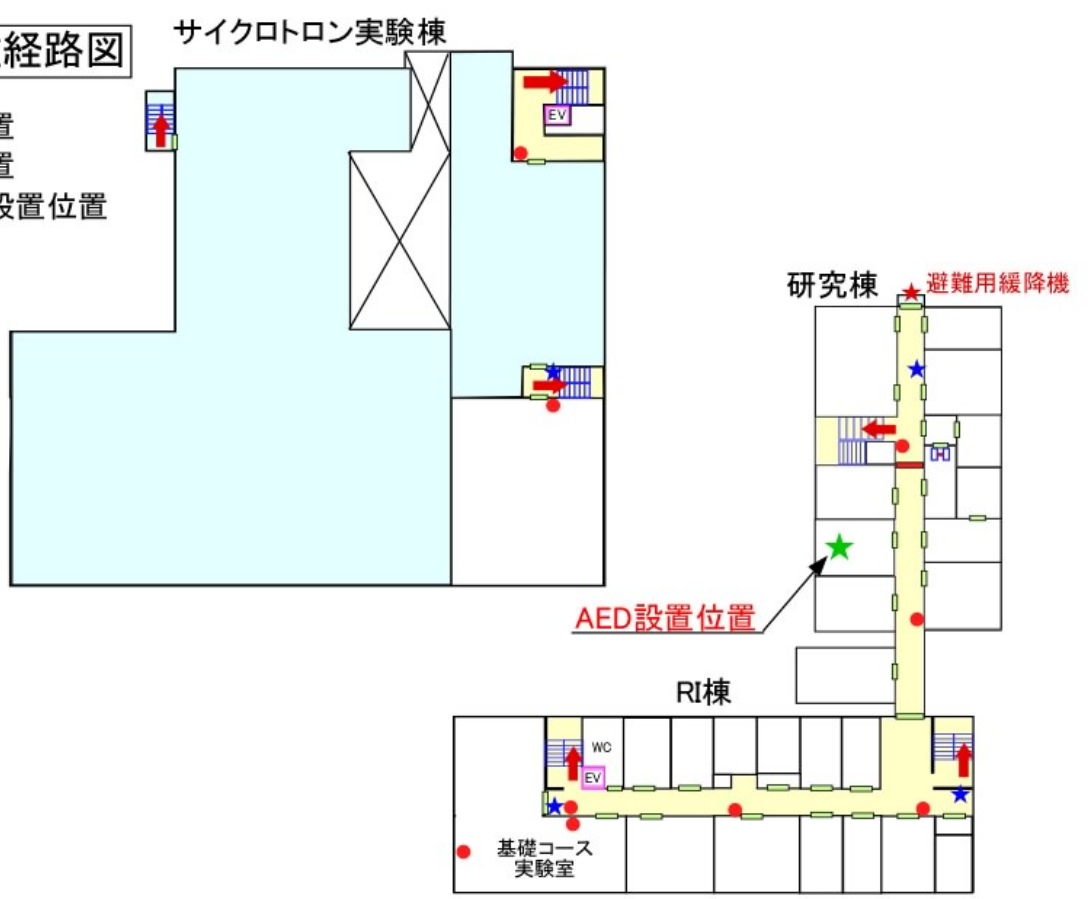 経路図
サイクロトロン実験棟
置
置
設置位置
EV
研究棟
避難用緩降機
AED設置位置
RI棟
WC
EV
基礎コース
実験室